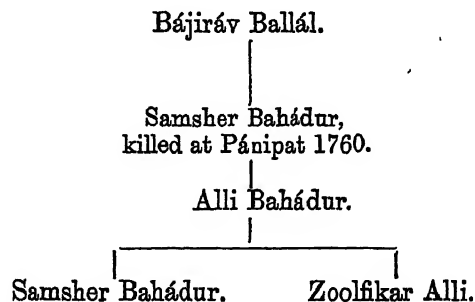 Bájiráv Ballál.
Samsher Bahádur,
killed at Pánipat 1760.
Alli Bahádur.
Samsher Bahádur. Zoolfikar Alli.